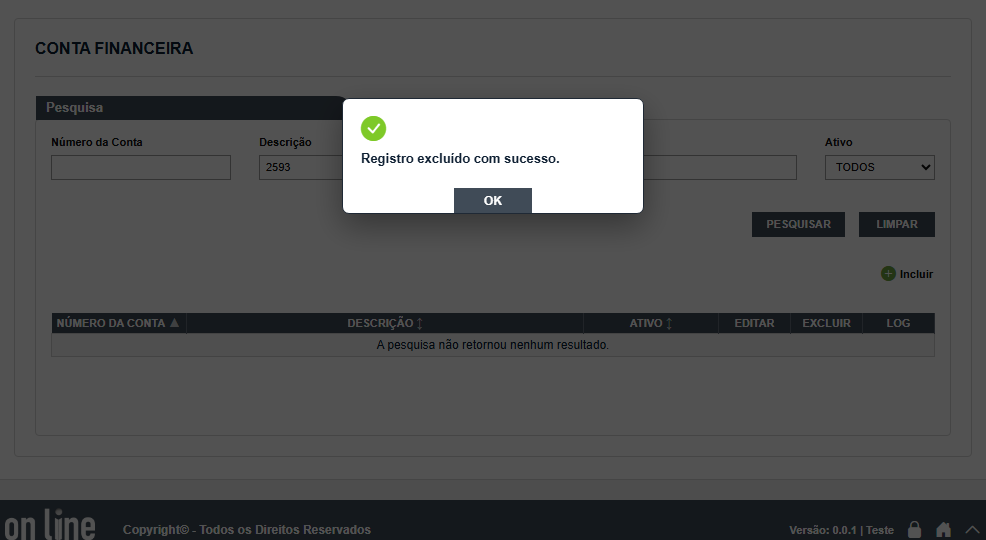 CONTA FINANCEIRA
Pesquisa
Número da Conta
Descrição
Ativo
2593
TODOS
Registro excluído com sucesso.
OK
PESQUISAR
LIMPAR
Incluir
NÚMERO DA CONTA
DESCRIÇÃO
ATIVO
EDITAR
EXCLUIR
LOG
A pesquisa não retornou nenhum resultado.
on line
Copyright© - Todos os Direitos Reservados
Versão: 0.0.1 | Teste